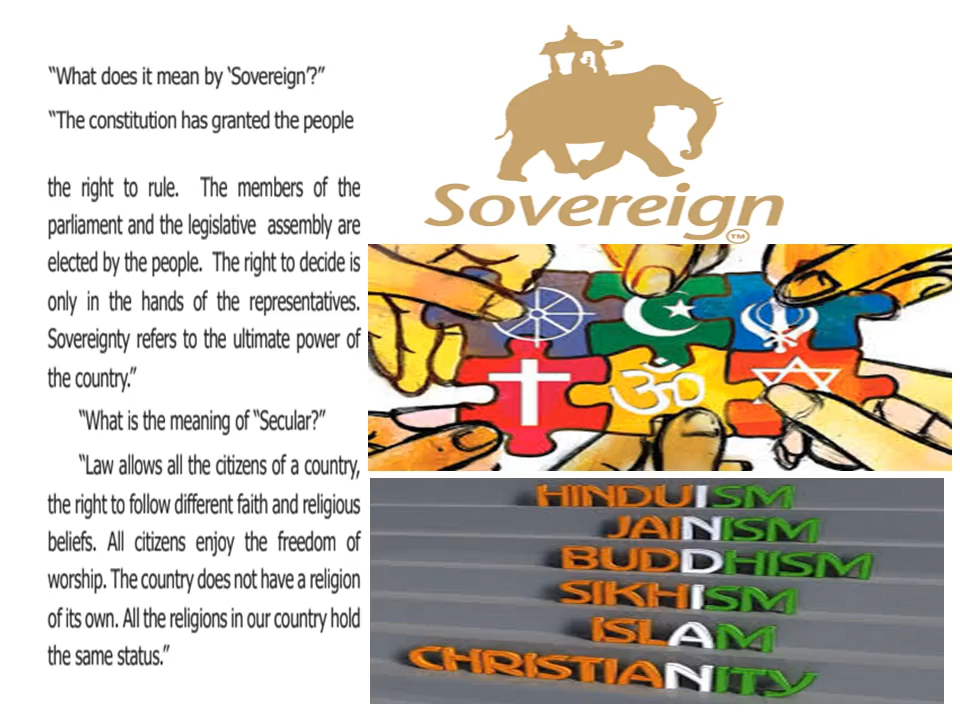 “What does it mean by ‘Sovereign’?”
“The constitution has granted the people
the right to rule. The members of the
parliament and the legislative assembly are
elected by the people. The right to decide is
only in the hands of the representatives.
Sovereignty refers to the ultimate power of
the country.”
“What is the meaning of “Secular?”
“Law allows all the citizens of a country,
the right to follow different faith and religious
beliefs. All citizens enjoy the freedom of
worship. The country does not have a religion
of its own. All the religions in our country hold
the same status.”
Sovereign
TM
ॐ
HINDUISM
JAINISM
BUDDHISM
SIKHISM
ISLAM
CHRISTIANITY